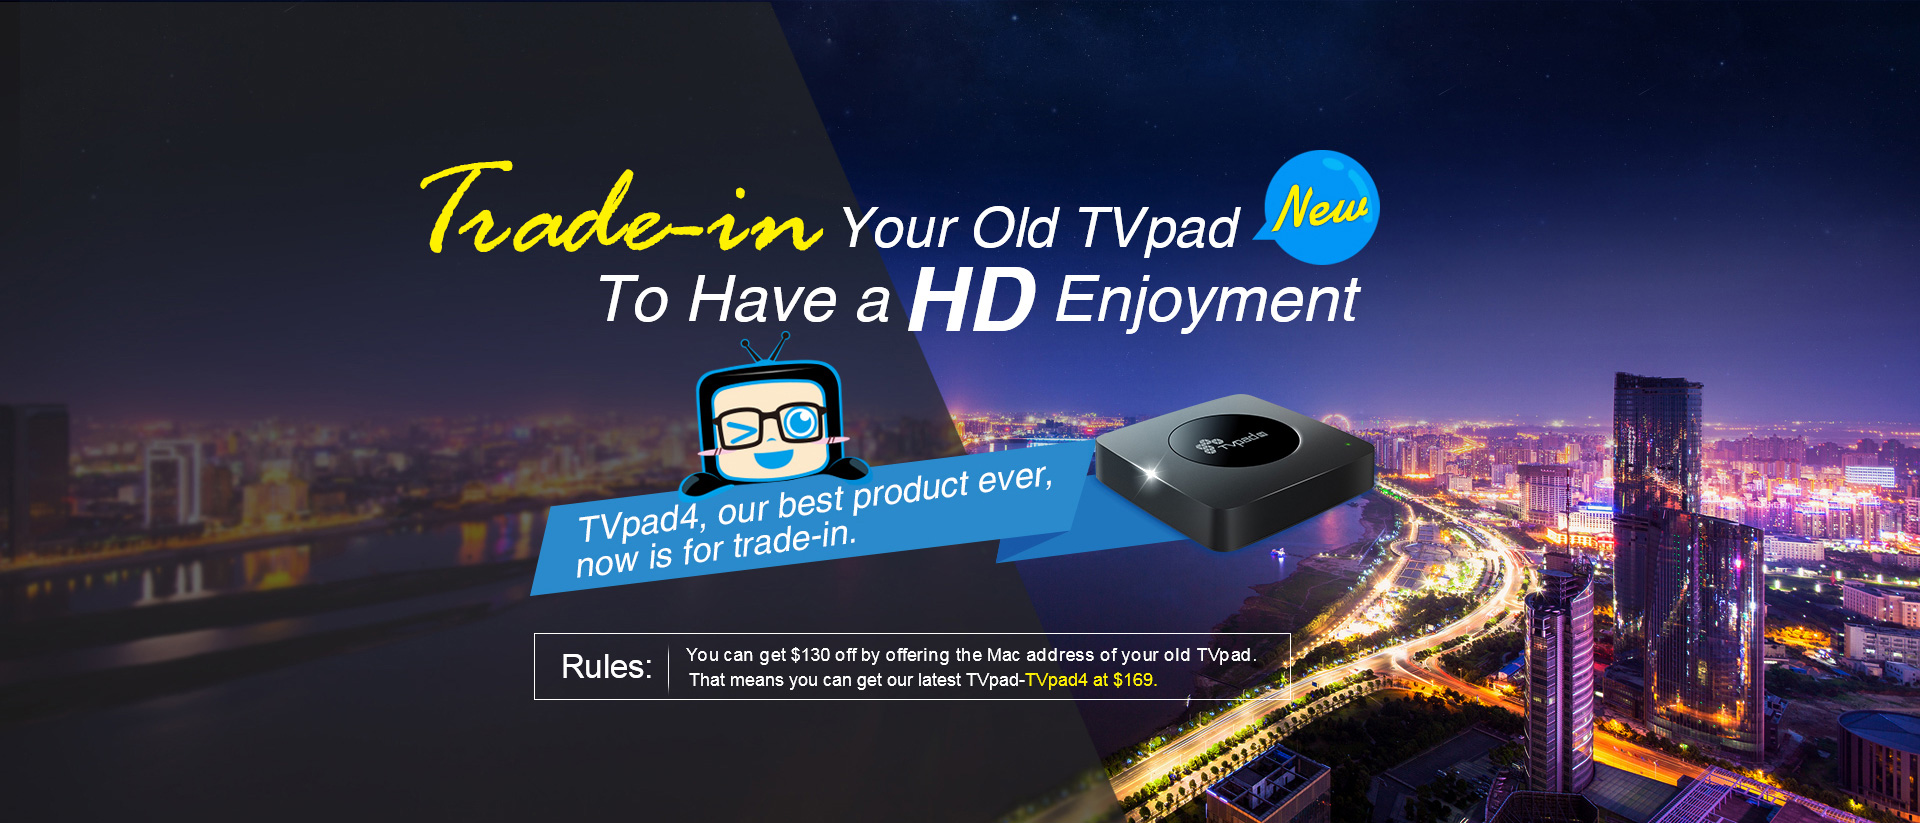 Trade-in Your Old TVpad New
To Have a HD Enjoyment
TVpad
TVpad4, our best product ever,
now is for trade-in.
Rules:
You can get $130 off by offering the Mac address of your old TVpad.
That means you can get our latest TVpad-TVpad4 at $169.